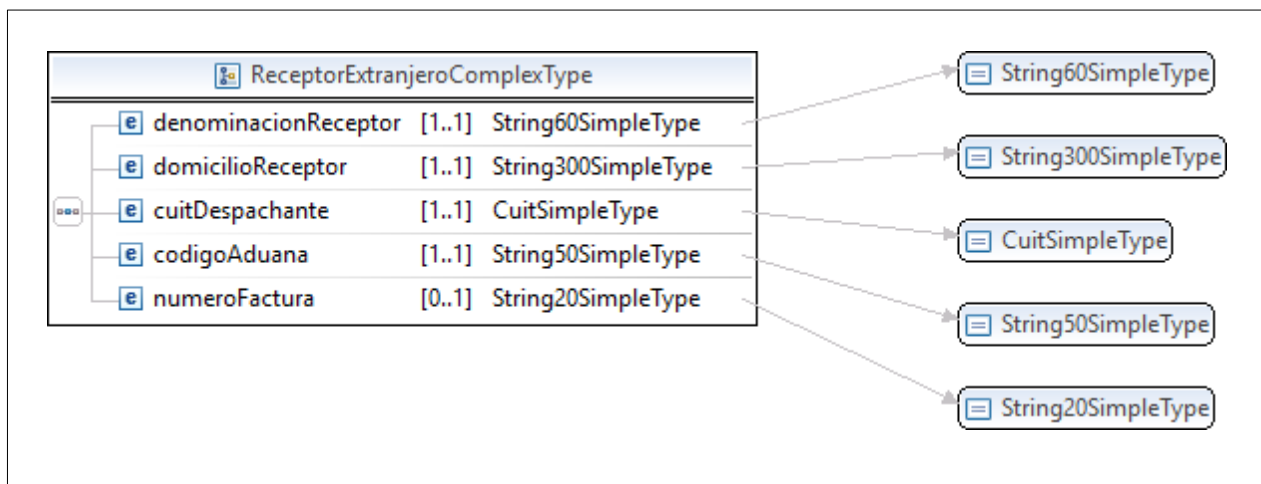 ReceptorExtranjeroComplexType
e denominacionReceptor [1..1] String60SimpleType
e domicilioReceptor [1..1] String300SimpleType
e cuitDespachante [1..1] CuitSimpleType
e codigoAduana [1..1] String50SimpleType
e numeroFactura [0..1] String20SimpleType
String60SimpleType
String300SimpleType
CuitSimpleType
String50SimpleType
String20SimpleType